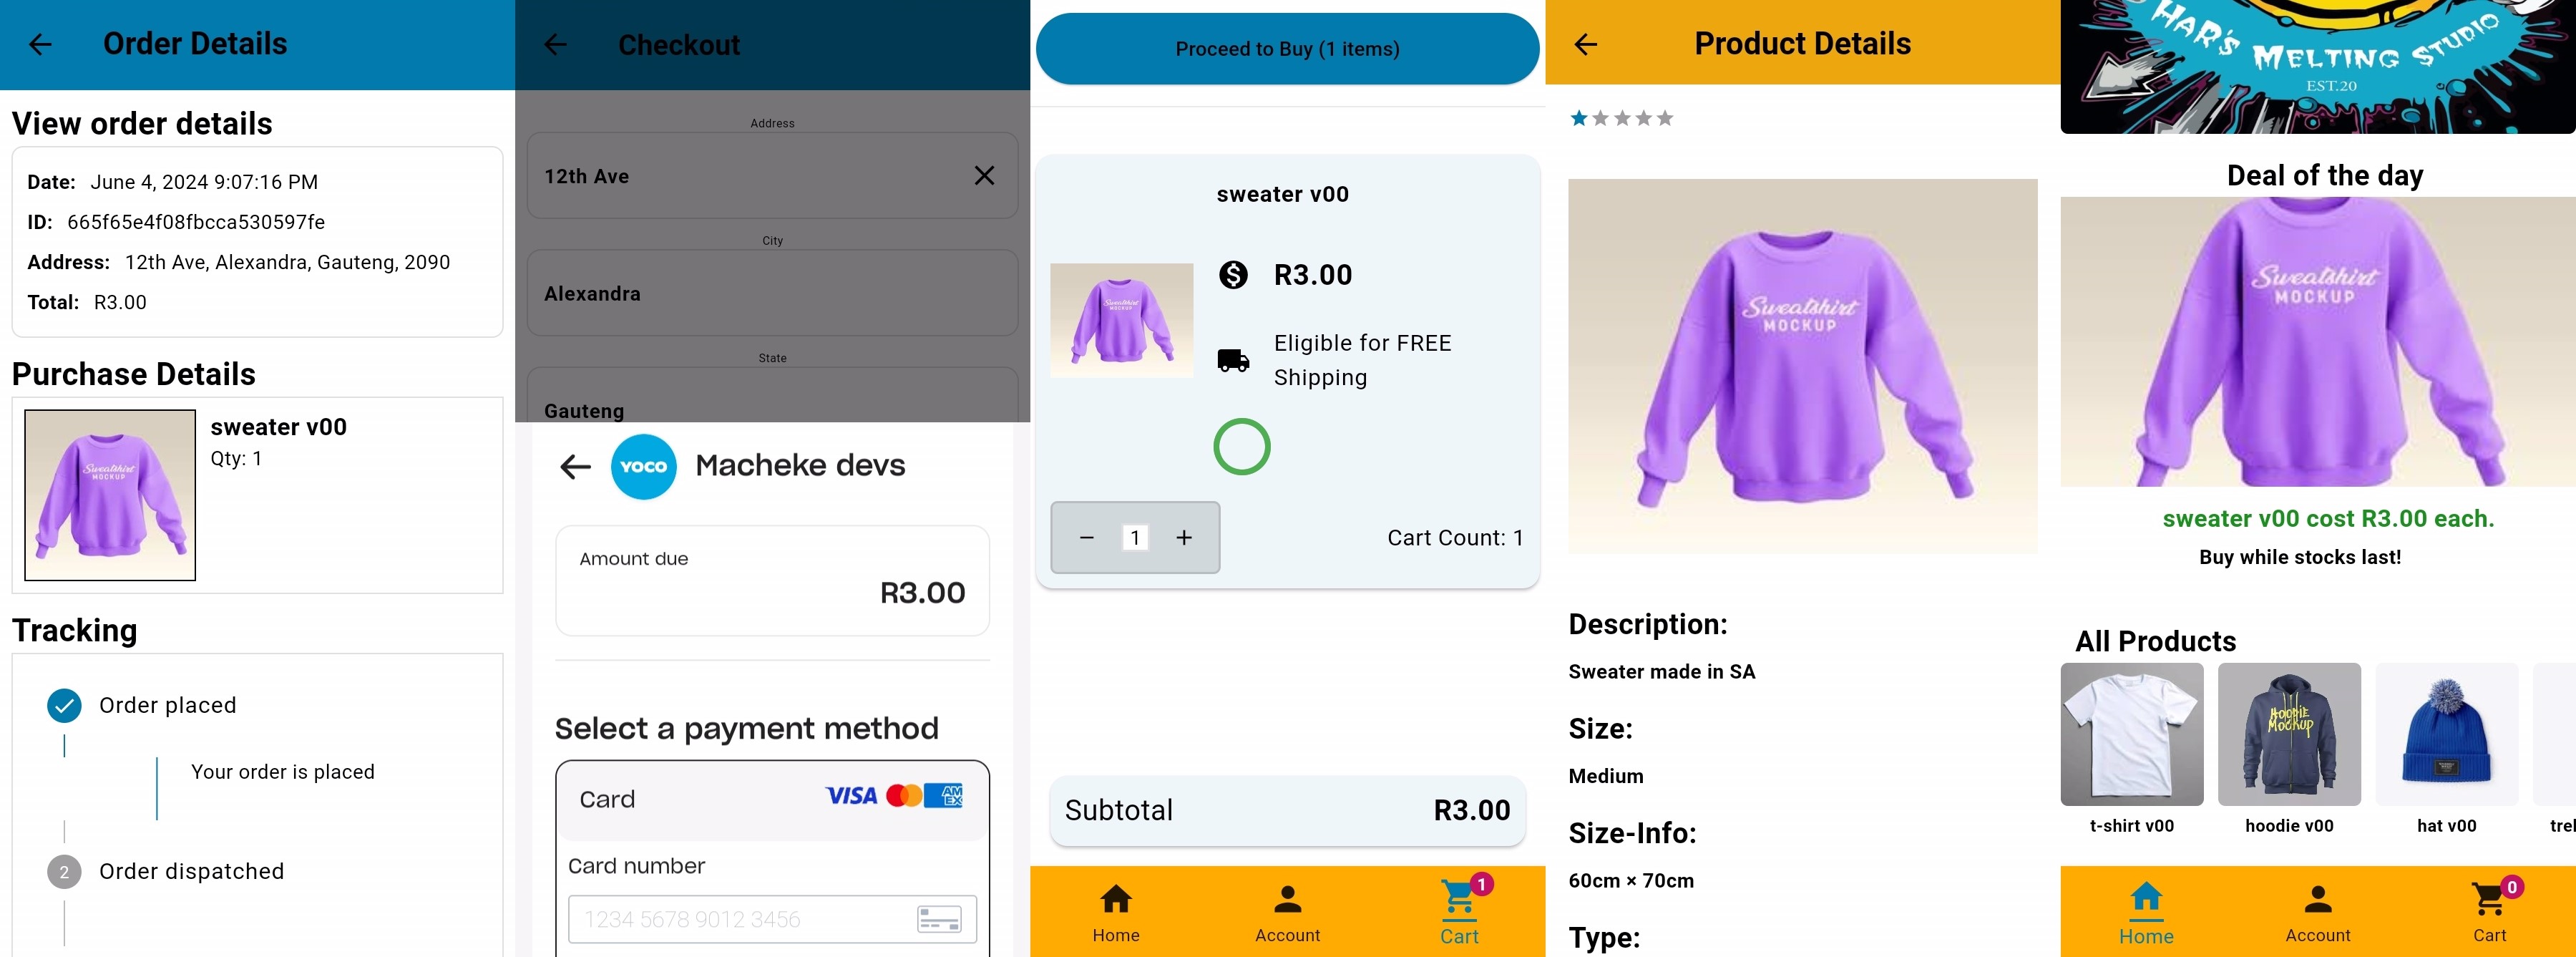 Order Details
View order details
Date: June 4, 2024 9:07:16 PM
ID: 665f65e4f08fbcca530597fe
Address: 12th Ave, Alexandra, Gauteng, 2090
Total: R3.00
Purchase Details
Sweatshirt
MOCKUP
sweater v00
Qty: 1
Tracking
Order placed
Your order is placed
2
Order dispatched
Checkout
Address
12th Ave
City
Alexandra
State
Gauteng
YOCO
Macheke devs
Amount due
R3.00
Select a payment method
Card
VISA
AM
EX
Card number
1234 5678 9012 3456
Proceed to Buy (1 items)
sweater v00
Sweatshirt
MOCKUP
R3.00
Eligible for FREE
Shipping
1
Cart Count: 1
Subtotal
R3.00
Home
Account
1
Cart
Product Details
Sweatshirt
MOCKUP
Description:
Sweater made in SA
Size:
Medium
Size-Info:
60cm × 70cm
Type:
HAR'S MELTING STUDIO
EST.20
Deal of the day
Sweatshirt
MOCKUP
sweater v00 cost R3.00 each.
Buy while stocks last!
All Products
HOODIE
MOCKUP
t-shirt v00
hoodie v00
hat v00
Home
Account
0
Cart